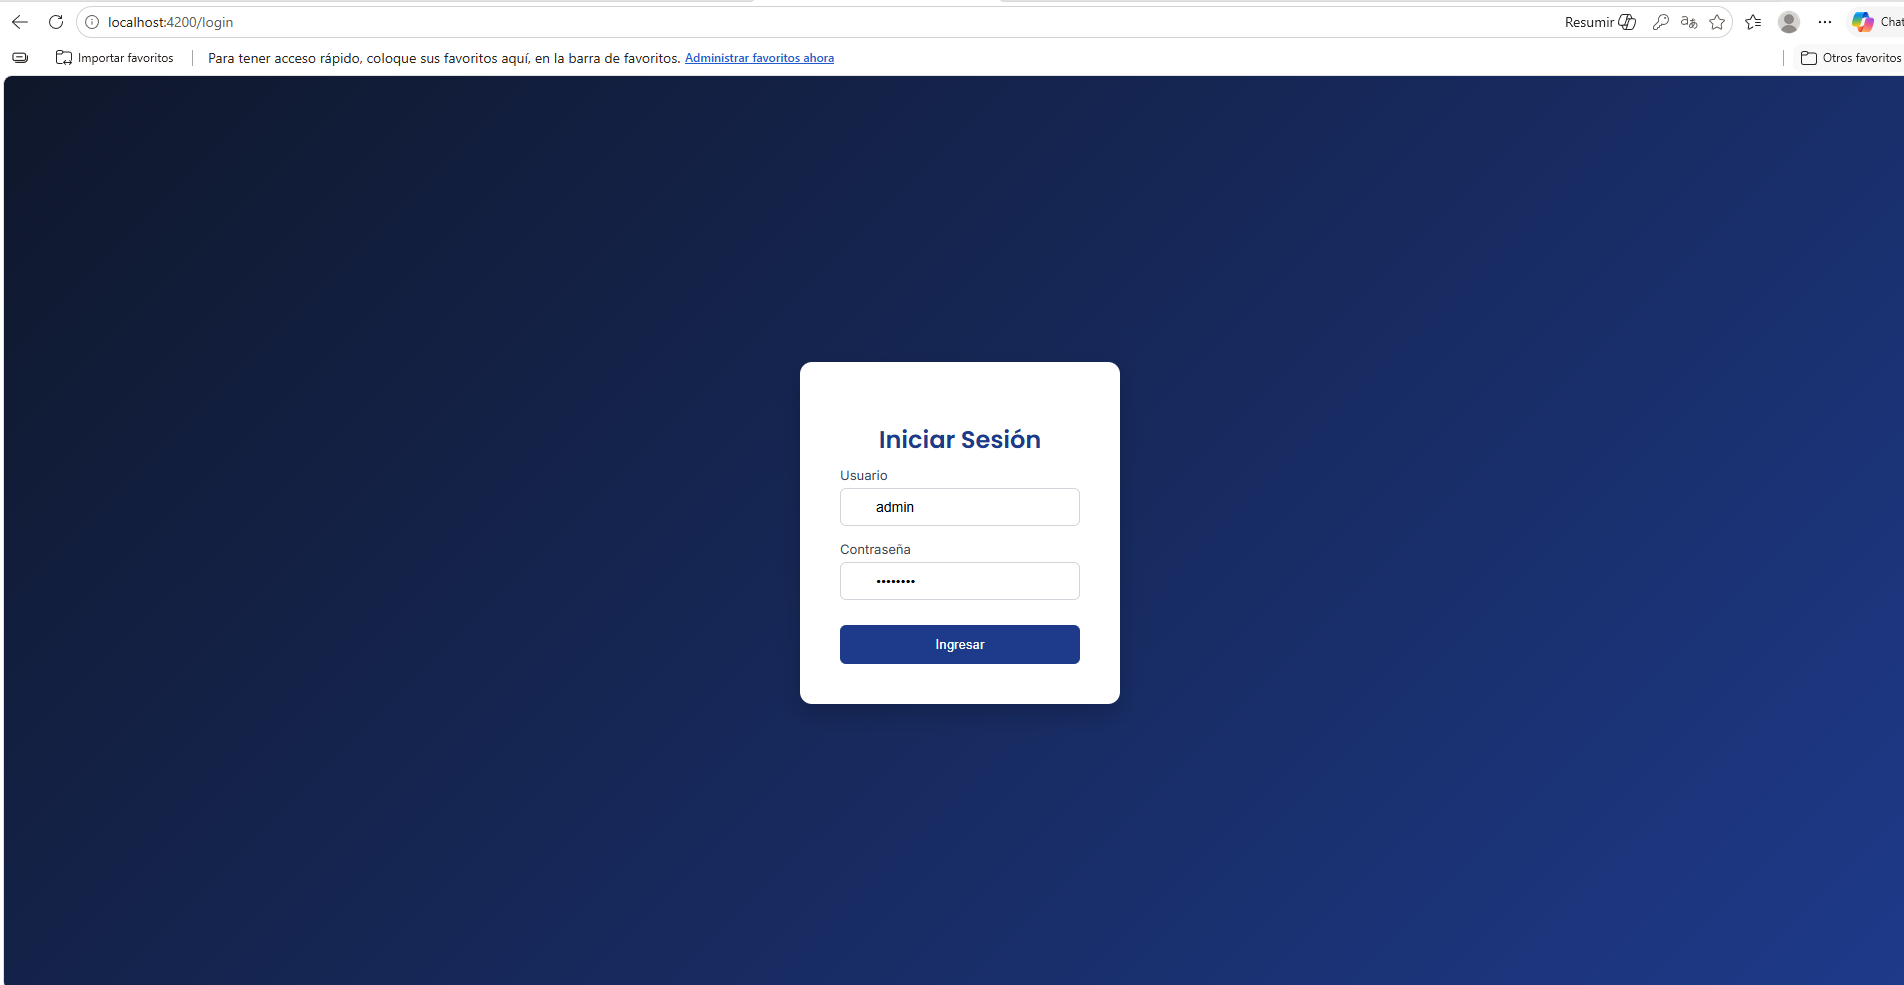 localhost:4200/login
Resumir
Chat
Importar favoritos
Para tener acceso rápido, coloque sus favoritos aquí, en la barra de favoritos. Administrar favoritos ahora
Otros favoritos
Iniciar Sesión
Usuario
admin
Contraseña
••••••••
Ingresar